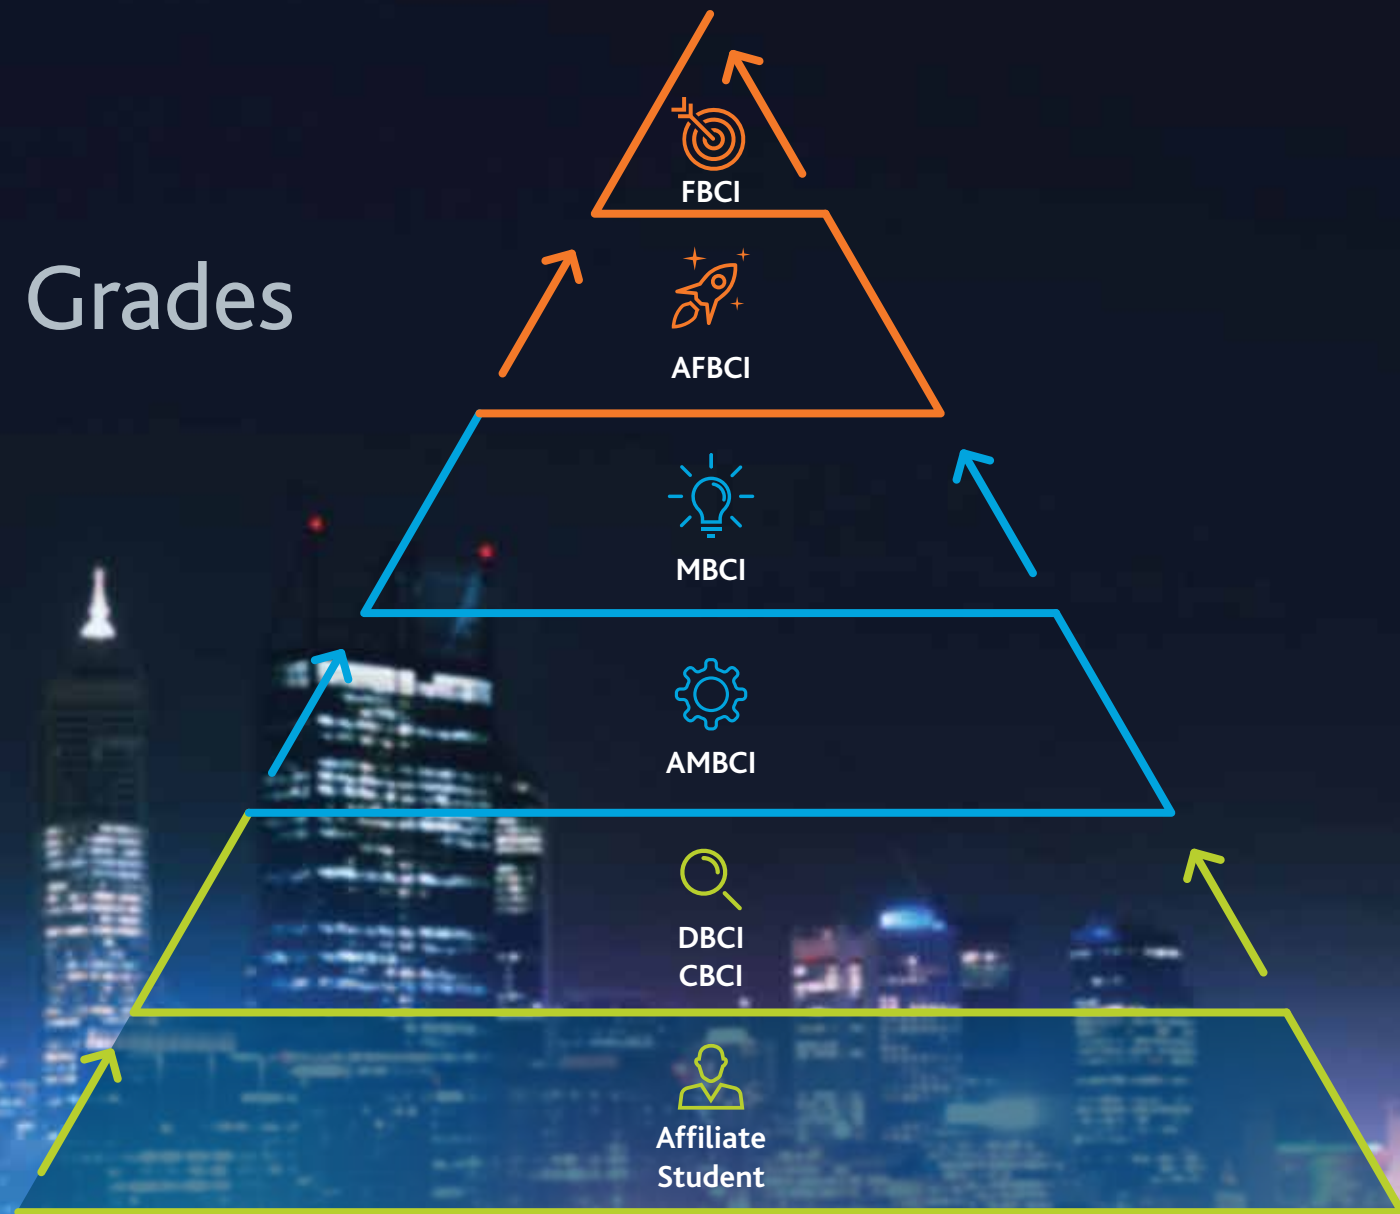 Grades
FBCI
AFBCI
MBCI
AMBCI
DBCI
CBCI
Affiliate
Student